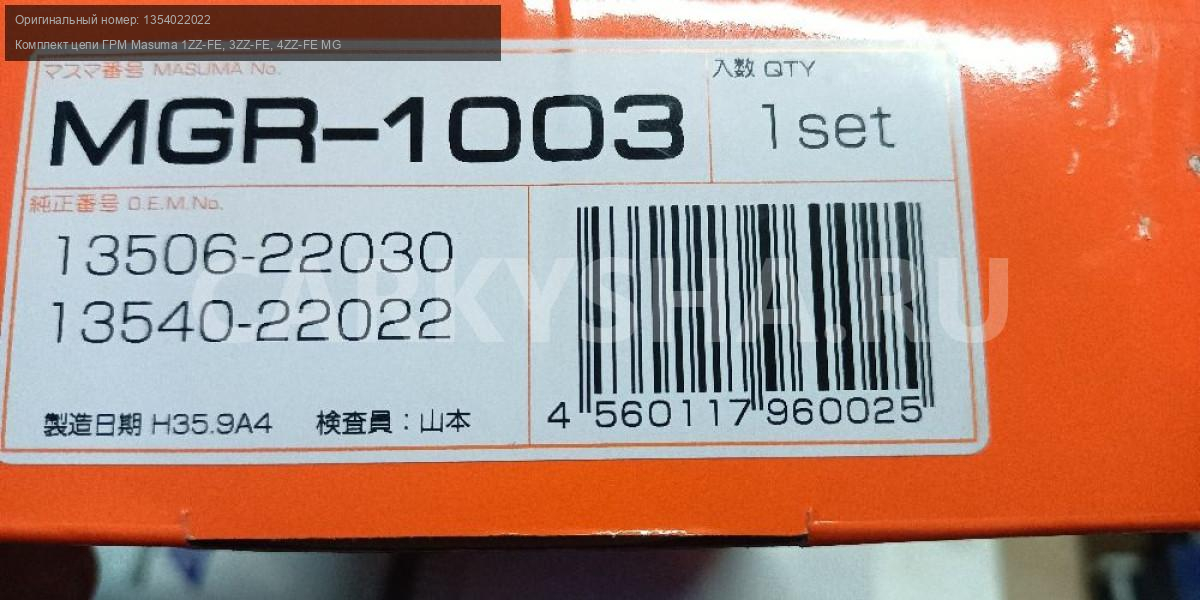 Оригинальный номер: 1354022022
Комплект цепи ГРМ Masuma 1ZZ-FE, 3ZZ-FE, 4ZZ-FE MG
マスマ番号 MASUMA No.
入数 QTY
MGR-1003
1set
純正番号 O.E.M.No.
13506-22030
13540-22022
CARKYSHA.RU
製造日期 H35.9A4 検査員：山本
4 560117 960025